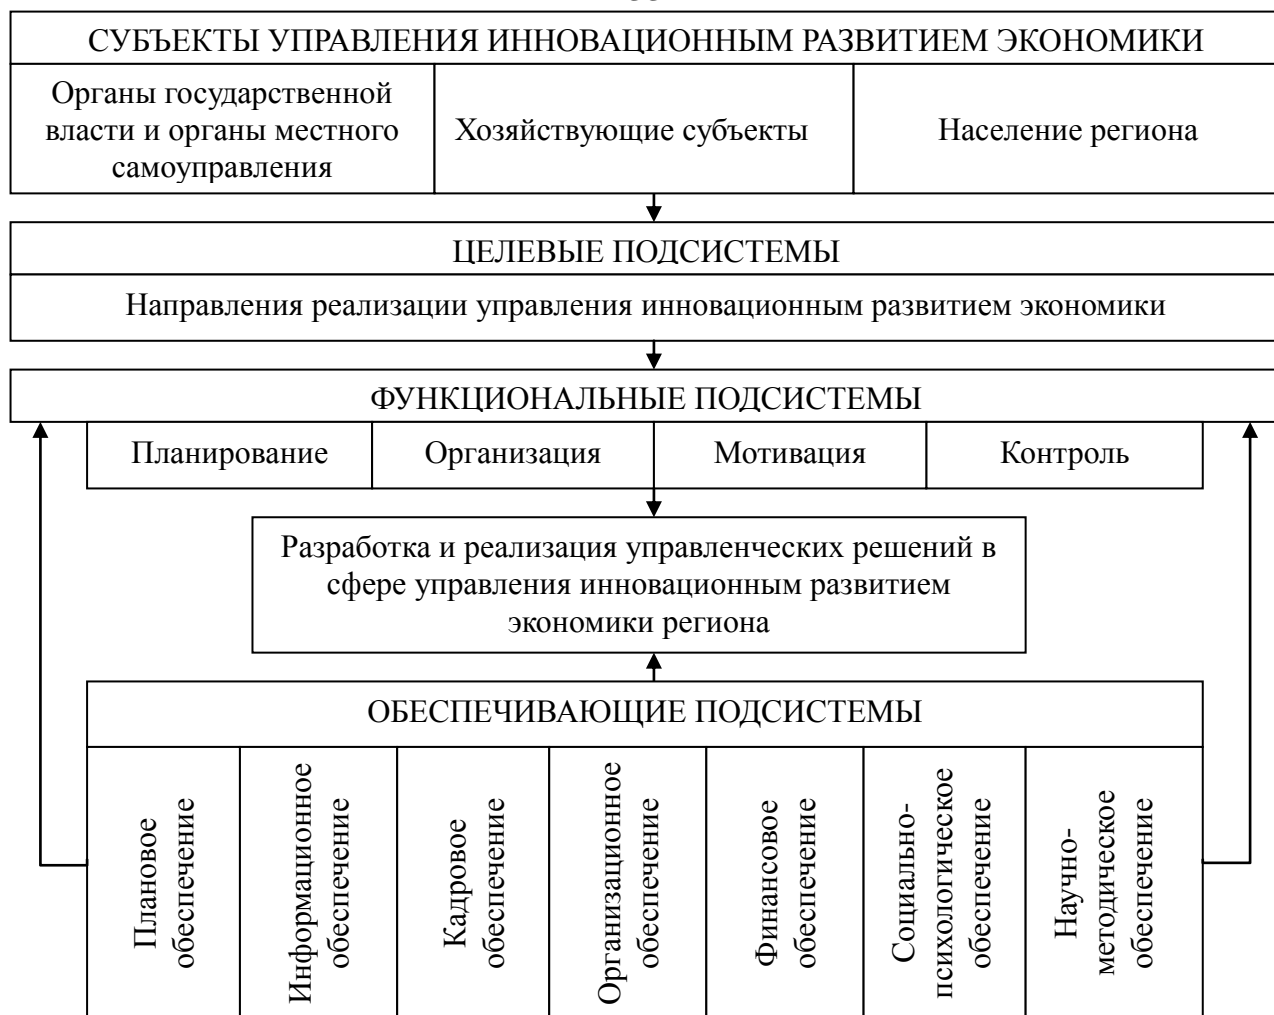 СУБЪЕКТЫ УПРАВЛЕНИЯ ИННОВАЦИОННЫМ РАЗВИТИЕМ ЭКОНОМИКИ
Органы государственной
власти и органы местного
самоуправления
Хозяйствующие субъекты
Население региона
ЦЕЛЕВЫЕ ПОДСИСТЕМЫ
Направления реализации управления инновационным развитием экономики
ФУНКЦИОНАЛЬНЫЕ ПОДСИСТЕМЫ
Планирование
Организация
Мотивация
Контроль
Разработка и реализация управленческих решений в
сфере управления инновационным развитием
экономики региона
ОБЕСПЕЧИВАЮЩИЕ ПОДСИСТЕМЫ
Плановое
обеспечение
Информационное
обеспечение
Кадровое
обеспечение
Организационное
обеспечение
Финансовое
обеспечение
Социально-
психологическое
обеспечение
Научно-
методическое
обеспечение